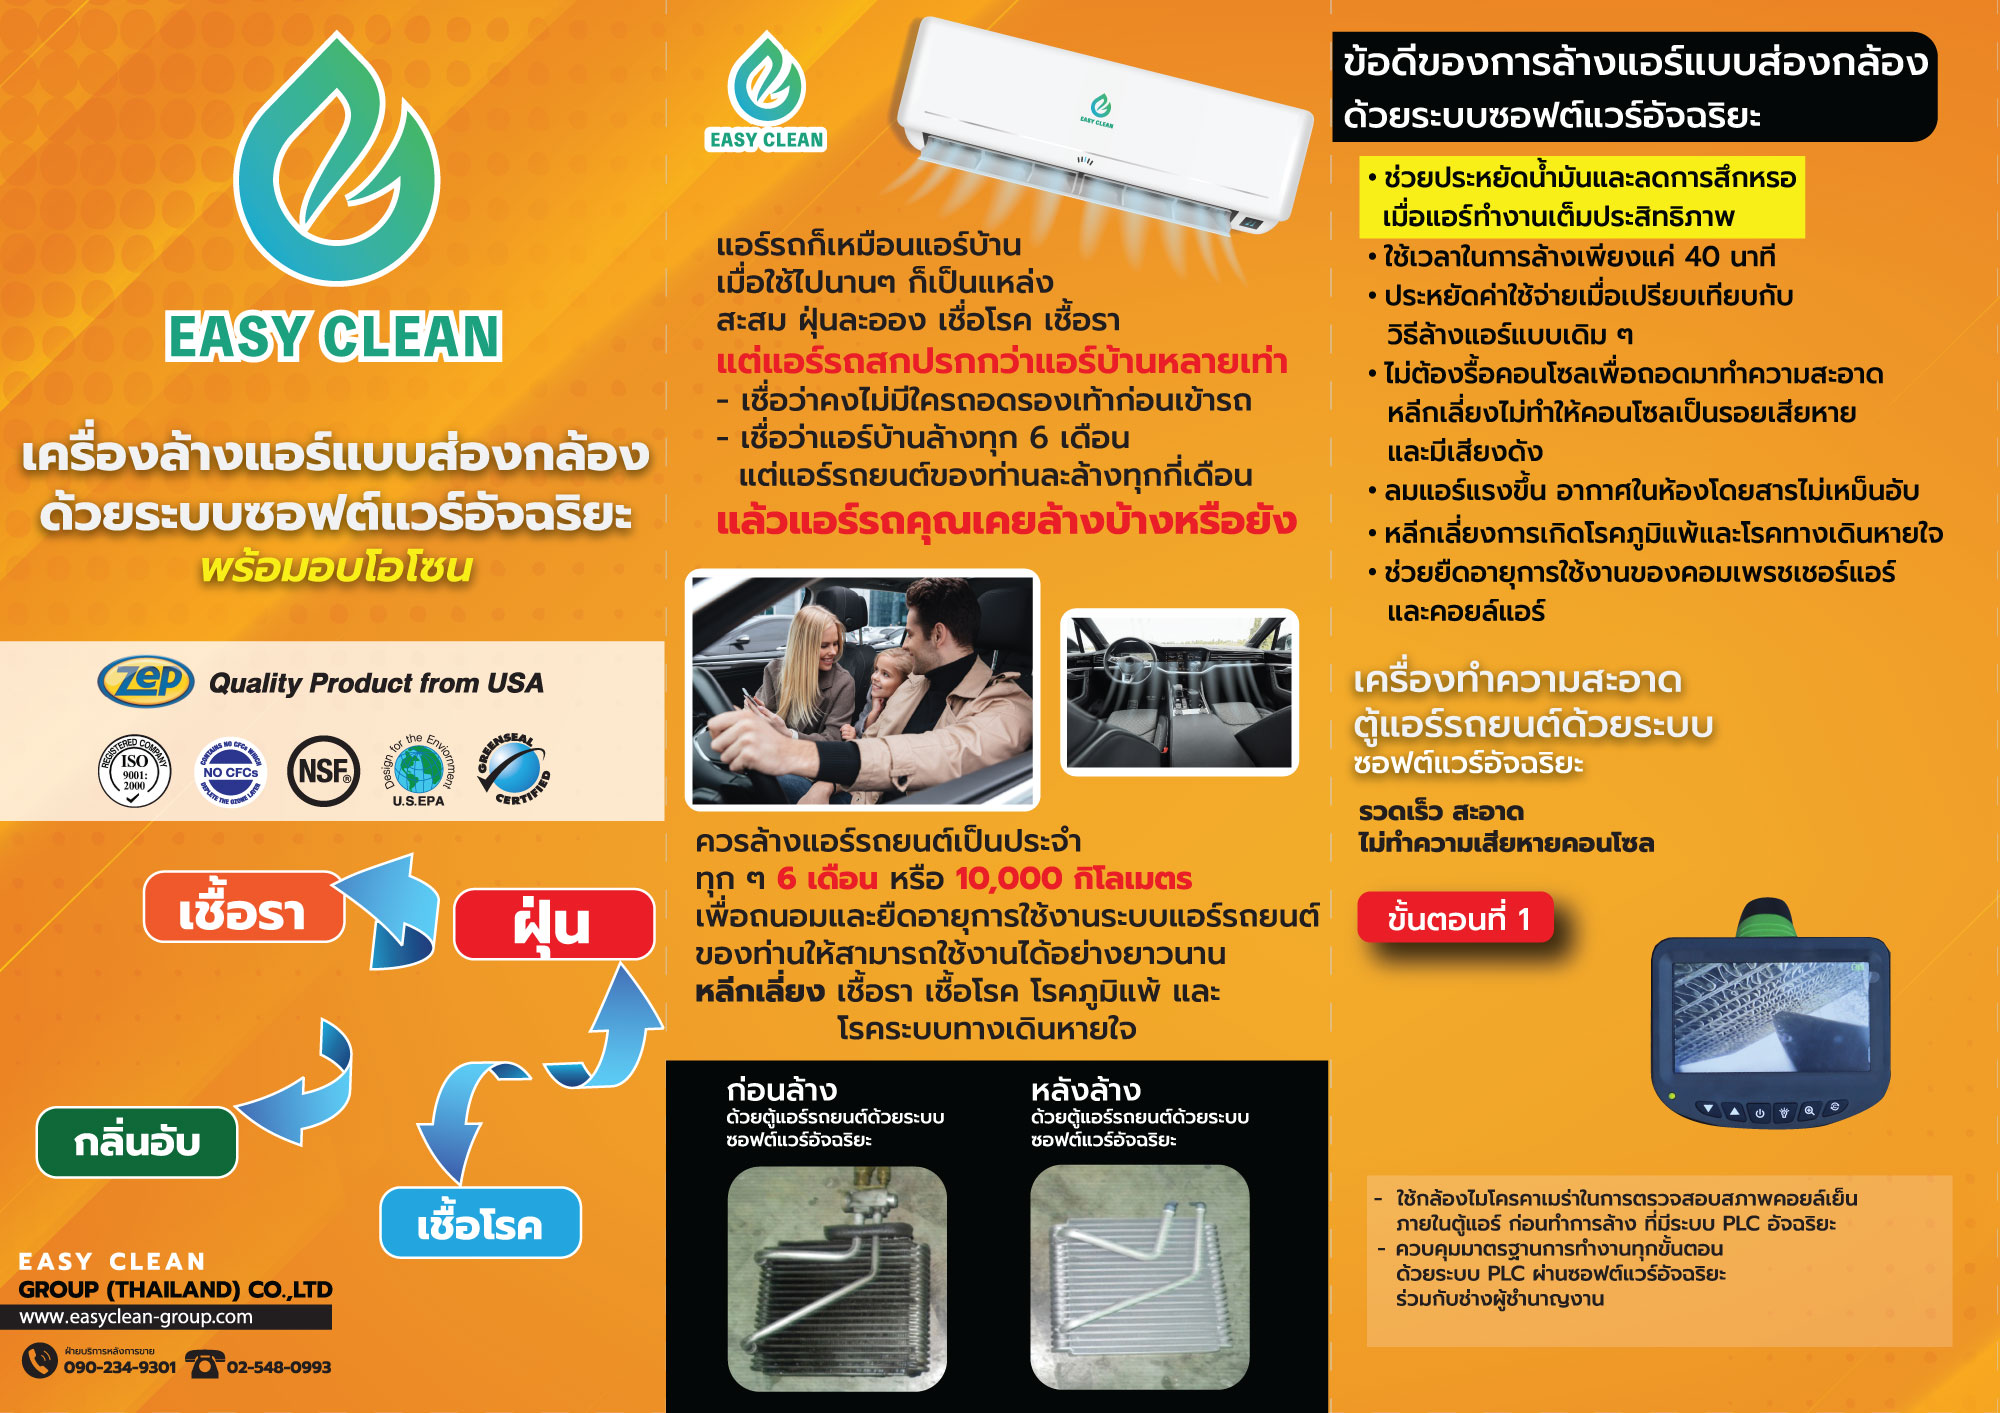 EASY CLEAN
เครื่องล้างแอร์แบบส่องกล้อง
ด้วยระบบซอฟต์แวร์อัจฉริยะ
พร้อมอบโอโซน
Zep Quality Product from USA
REGISTERED COMPANY
ISO
9001:
2000
CONTAINS NO CFCs WHICH
NO CFCs
DEPLETE THE OZONE LAYER
NSF®
Design for the Enviornment
U.S.EPA
GREENSEAL
CERTIFIED
เชื้อรา
ฝุ่น
กลิ่นอับ
เชื้อโรค
EASY CLEAN
GROUP (THAILAND) CO.,LTD
www.easyclean-group.com
ฝ่ายบริการหลังการขาย
090-234-9301
02-548-0993
EASY CLEAN
EASY CLEAN
แอร์รถก็เหมือนแอร์บ้าน
เมื่อใช้ไปนานๆ ก็เป็นแหล่ง
สะสม ฝุ่นละออง เชื่อโรค เชื้อรา
แต่แอร์รถสกปรกกว่าแอร์บ้านหลายเท่า
- เชื่อว่าคงไม่มีใครถอดรองเท้าก่อนเข้ารถ
- เชื่อว่าแอร์บ้านล้างทุก 6 เดือน
แต่แอร์รถยนต์ของท่านละล้างทุกกี่เดือน
แล้วแอร์รถคุณเคยล้างบ้างหรือยัง
ควรล้างแอร์รถยนต์เป็นประจำ
ทุก ๆ 6 เดือน หรือ 10,000 กิโลเมตร
เพื่อถนอมและยืดอายุการใช้งานระบบแอร์รถยนต์
ของท่านให้สามารถใช้งานได้อย่างยาวนาน
หลีกเลี่ยง เชื้อรา เชื้อโรค โรคภูมิแพ้ และ
โรคระบบทางเดินหายใจ
ก่อนล้าง
ด้วยตู้แอร์รถยนต์ด้วยระบบ
ซอฟต์แวร์อัจฉริยะ
หลังล้าง
ด้วยตู้แอร์รถยนต์ด้วยระบบ
ซอฟต์แวร์อัจฉริยะ
ข้อดีของการล้างแอร์แบบส่องกล้อง
ด้วยระบบซอฟต์แวร์อัจฉริยะ
• ช่วยประหยัดน้ำมันและลดการสึกหรอ
เมื่อแอร์ทำงานเต็มประสิทธิภาพ
• ใช้เวลาในการล้างเพียงแค่ 40 นาที
• ประหยัดค่าใช้จ่ายเมื่อเปรียบเทียบกับ
วิธีล้างแอร์แบบเดิม ๆ
• ไม่ต้องรื้อคอนโซลเพื่อถอดมาทำความสะอาด
หลีกเลี่ยงไม่ทำให้คอนโซลเป็นรอยเสียหาย
และมีเสียงดัง
• ลมแอร์แรงขึ้น อากาศในห้องโดยสารไม่เหม็นอับ
• หลีกเลี่ยงการเกิดโรคภูมิแพ้และโรคทางเดินหายใจ
• ช่วยยืดอายุการใช้งานของคอมเพรชเชอร์แอร์
และคอยล์แอร์
เครื่องทำความสะอาด
ตู้แอร์รถยนต์ด้วยระบบ
ซอฟต์แวร์อัจฉริยะ
รวดเร็ว สะอาด
ไม่ทำความเสียหายคอนโซล
ขั้นตอนที่ 1
- ใช้กล้องไมโครคาเมร่าในการตรวจสอบสภาพคอยล์เย็น
ภายในตู้แอร์ ก่อนทำการล้าง ที่มีระบบ PLC อัจฉริยะ
- ควบคุมมาตรฐานการทำงานทุกขั้นตอน
ด้วยระบบ PLC ผ่านซอฟต์แวร์อัจฉริยะ
ร่วมกับช่างผู้ชำนาญงาน